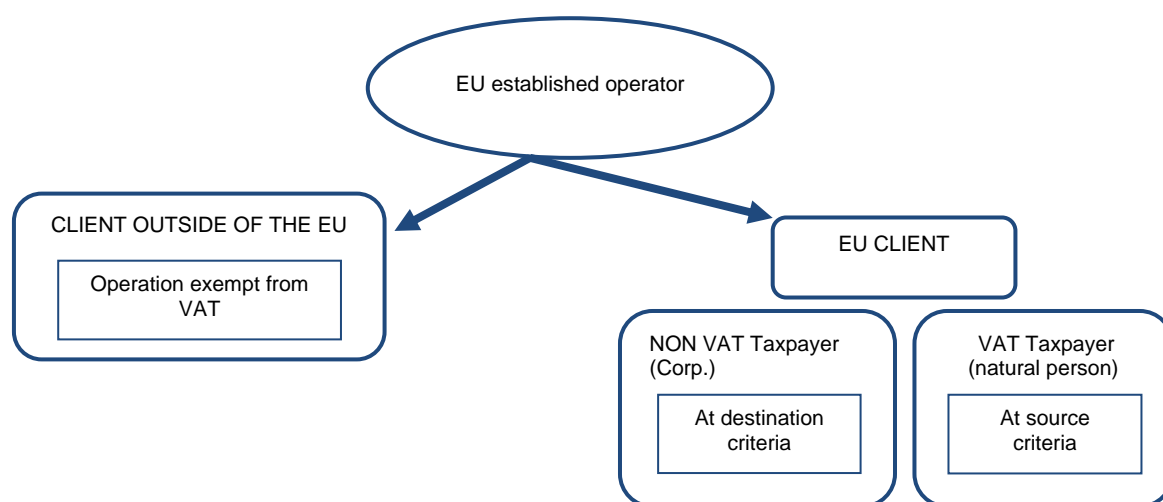 EU established operator
CLIENT OUTSIDE OF THE EU
Operation exempt from
VAT
EU CLIENT
NON VAT Taxpayer
(Corp.)
At destination
criteria
VAT Taxpayer
(natural person)
At source
criteria